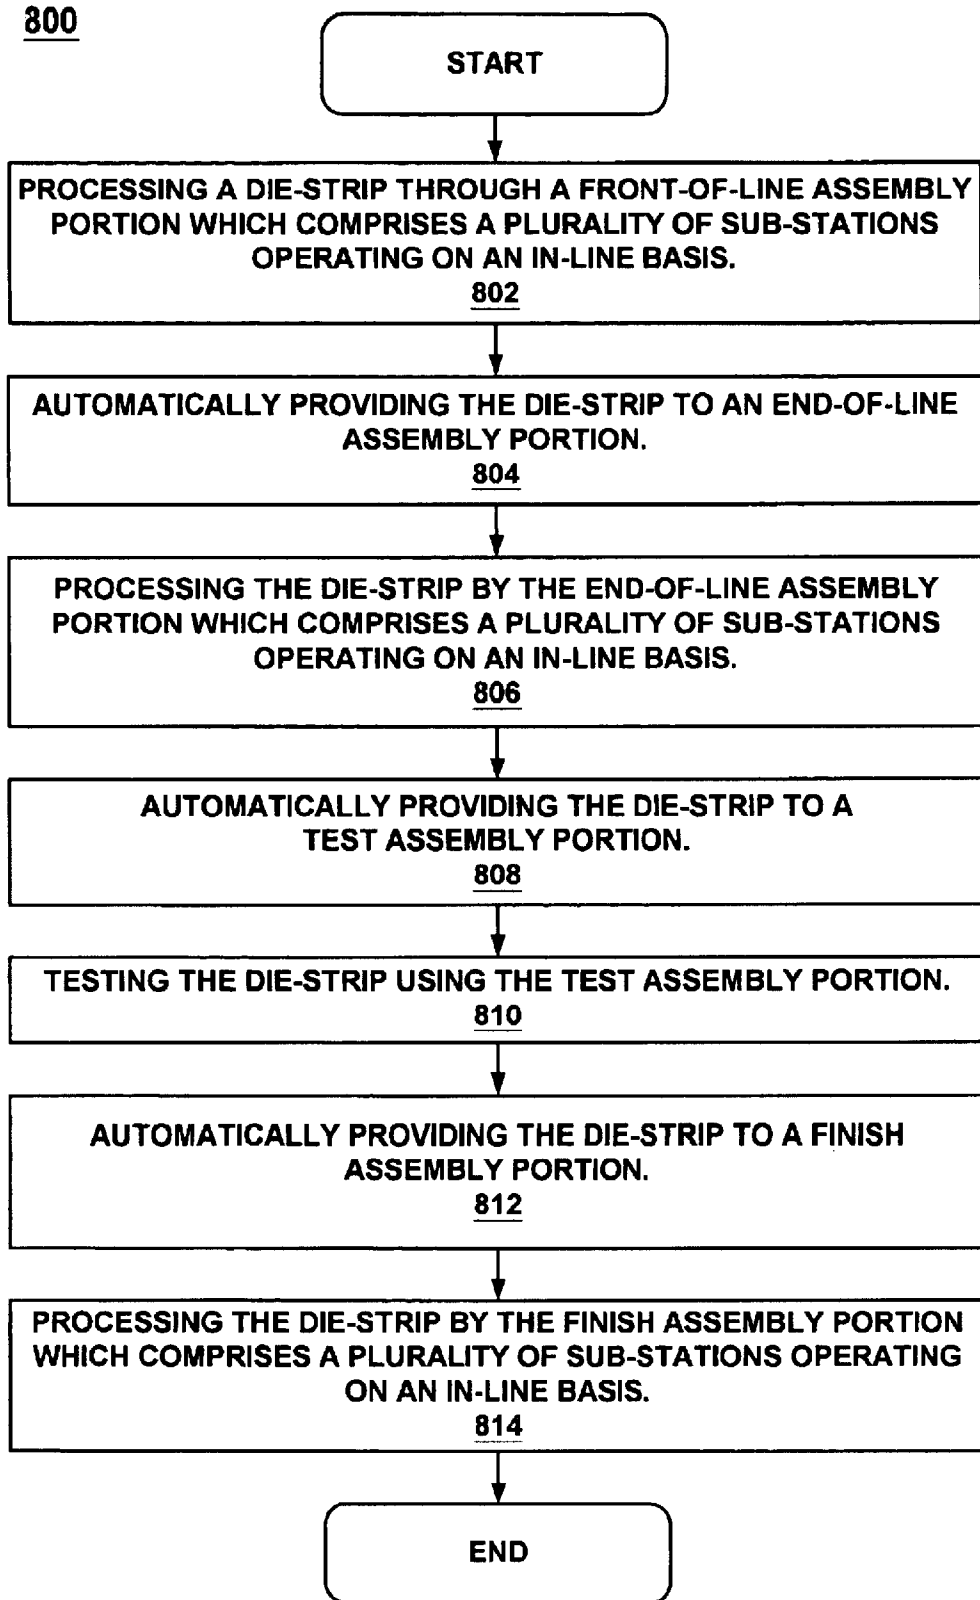 800
START
PROCESSING A DIE-STRIP THROUGH A FRONT-OF-LINE ASSEMBLY
PORTION WHICH COMPRISES A PLURALITY OF SUB-STATIONS
OPERATING ON AN IN-LINE BASIS.
802
AUTOMATICALLY PROVIDING THE DIE-STRIP TO AN END-OF-LINE
ASSEMBLY PORTION.
804
PROCESSING THE DIE-STRIP BY THE END-OF-LINE ASSEMBLY
PORTION WHICH COMPRISES A PLURALITY OF SUB-STATIONS
OPERATING ON AN IN-LINE BASIS.
806
AUTOMATICALLY PROVIDING THE DIE-STRIP TO A
TEST ASSEMBLY PORTION.
808
TESTING THE DIE-STRIP USING THE TEST ASSEMBLY PORTION.
810
AUTOMATICALLY PROVIDING THE DIE-STRIP TO A FINISH
ASSEMBLY PORTION.
812
PROCESSING THE DIE-STRIP BY THE FINISH ASSEMBLY PORTION
WHICH COMPRISES A PLURALITY OF SUB-STATIONS OPERATING
ON AN IN-LINE BASIS.
814
END